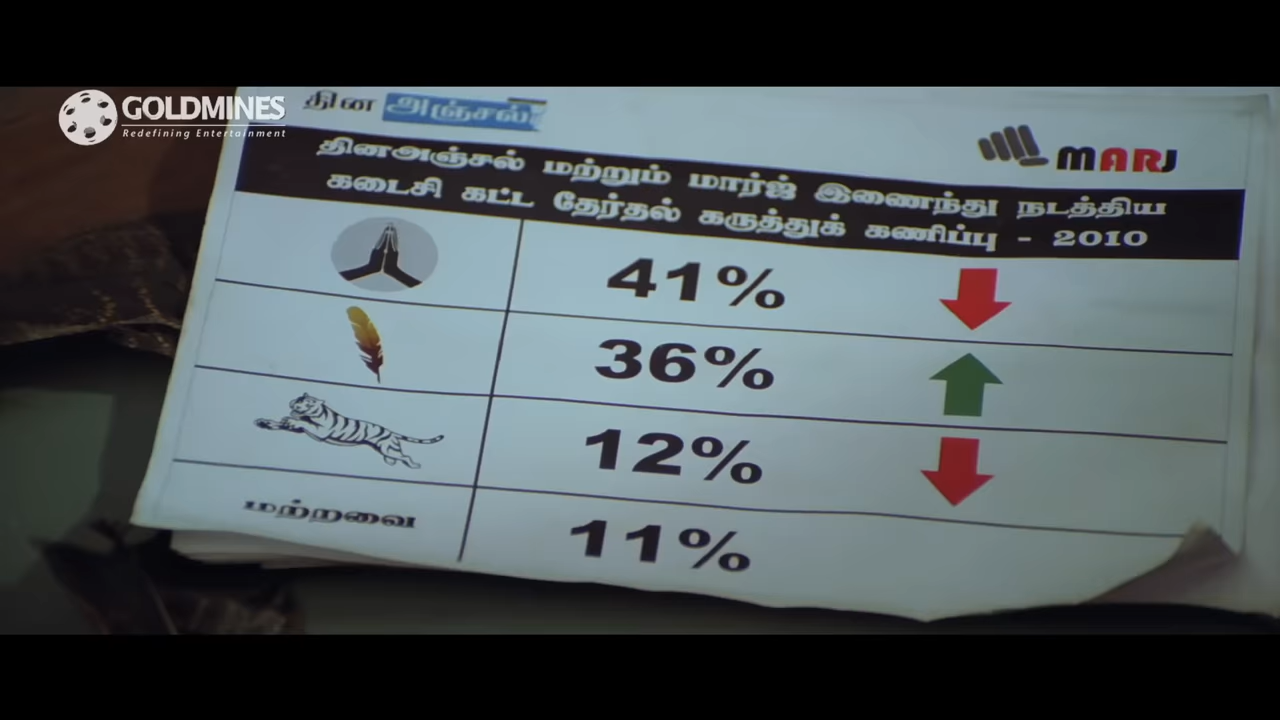 GOLDMINES
Redefining Entertainment
தின அஞ்சல்
MARJ
தினஅஞ்சல் மற்றும் மார்ஜ் இணைந்து நடத்திய
கடைசி கட்ட தேர்தல் கருத்துக் கணிப்பு - 2010
41%
36%
12%
மற்றவை 11%